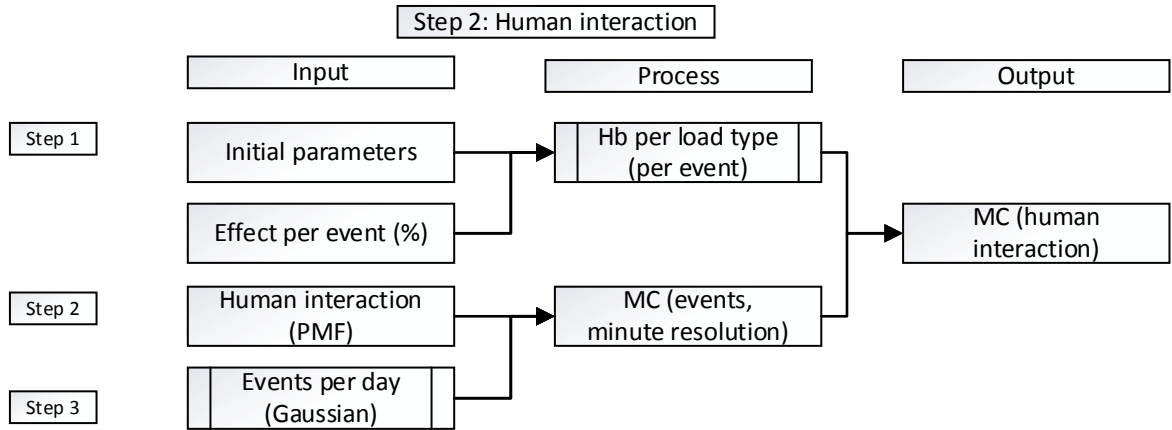 Step 2: Human interaction
Input
Process
Output
Step 1
Initial parameters
Hb per load type
(per event)
Effect per event (%)
MC (human
interaction)
Step 2
Human interaction
(PMF)
MC (events,
minute resolution)
Step 3
Events per day
(Gaussian)